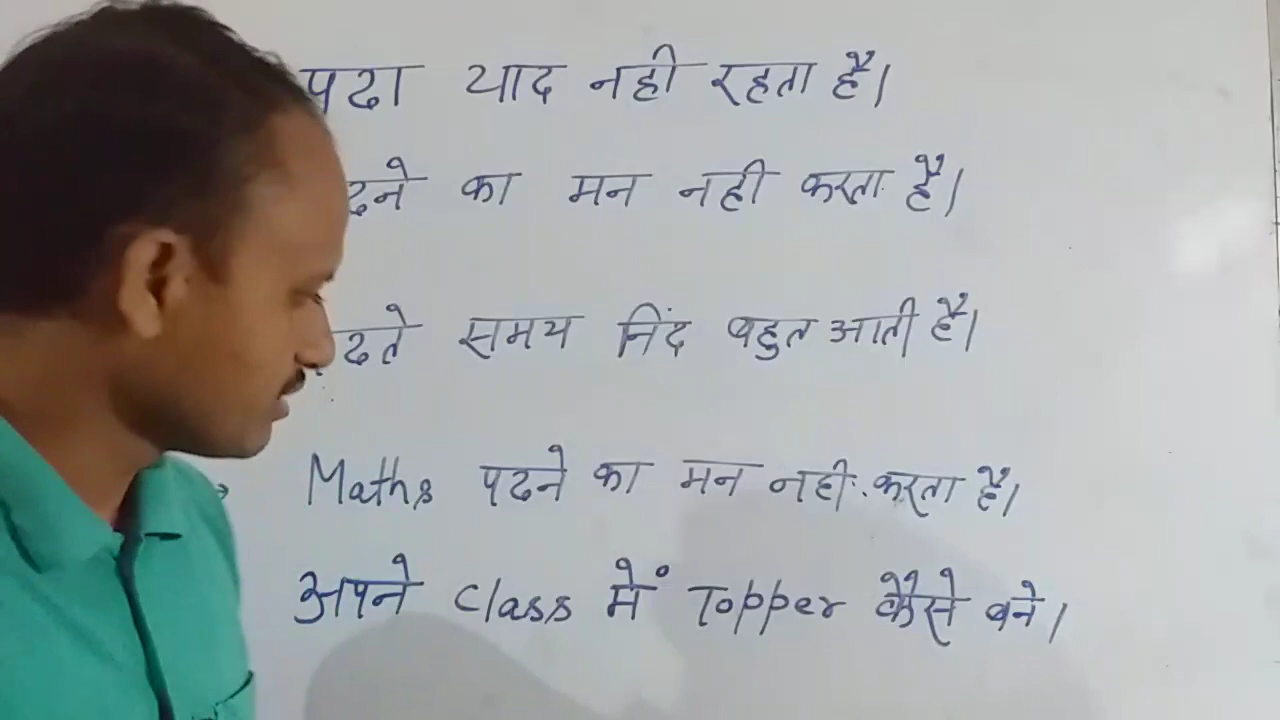 पढा याद नही रहता है।
का मन नही करता है।
समय निंद बहुत आती है।
Maths पढने का मन नही करता है।
अपने Class में Topper कैसे बने।